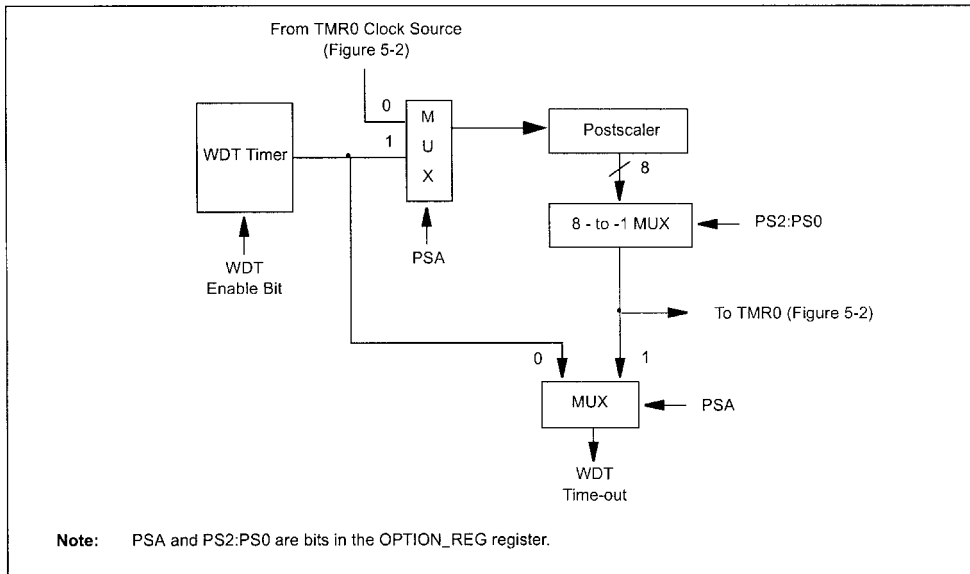 From TMR0 Clock Source
(Figure 5-2)
0
M
U
X
1
WDT Timer
Postscaler
8
8 - to -1 MUX
PS2:PS0
PSA
WDT
Enable Bit
To TMR0 (Figure 5-2)
0
1
MUX
PSA
WDT
Time-out
Note: PSA and PS2:PS0 are bits in the OPTION_REG register.